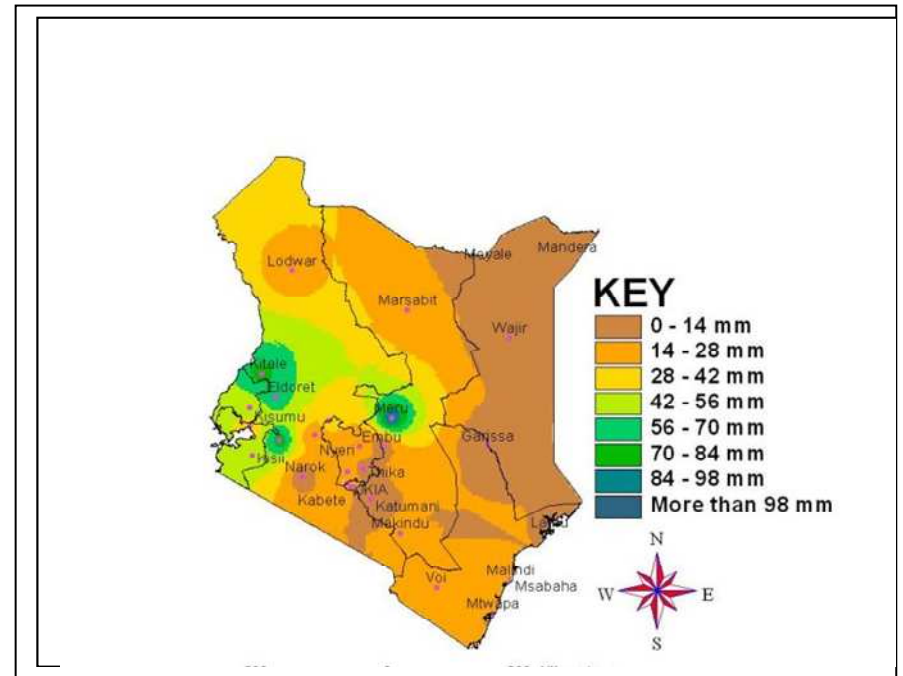 Lodwar
Moyale
Mandera
Marsabit
Wajir
KEY
0 - 14 mm
14 - 28 mm
28 - 42 mm
42 - 56 mm
56 - 70 mm
70 - 84 mm
84 - 98 mm
More than 98 mm
Kitale
Eldoret
Meru
Kisumu
Kisii
Nyeri
Embu
Garissa
Narok
Thika
Kabete
JKIA
Katumani
Makindu
Lamu
Voi
Malindi
Msabaha
Mtwapa
N
W
E
S